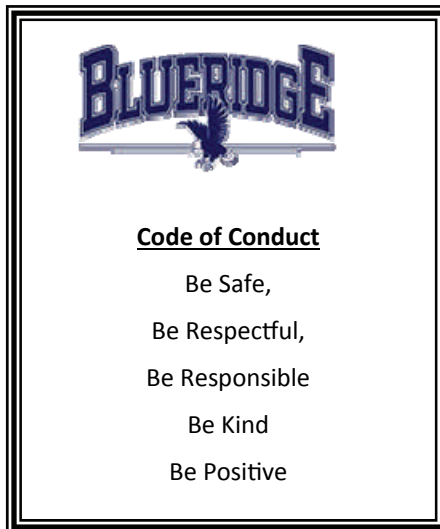 BLUERIDGE
Code of Conduct
Be Safe,
Be Respectful,
Be Responsible
Be Kind
Be Positive